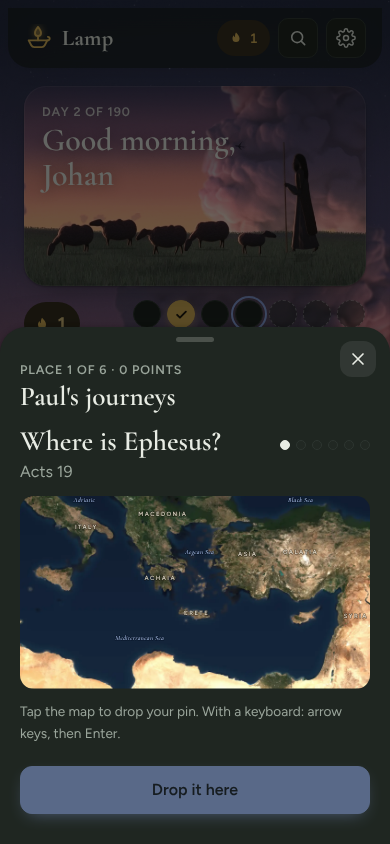 Lamp
1
DAY 2 OF 190
Good morning,
Johan
1
PLACE 1 OF 6 · 0 POINTS
Paul's journeys
Where is Ephesus?
Acts 19
Adriatic
Black Sea
MACEDONIA
ITALY
Aegean Sea
ASIA
GALATIA
ACHAIA
CRETE
SYRIA
Mediterranean Sea
Tap the map to drop your pin. With a keyboard: arrow
keys, then Enter.
Drop it here